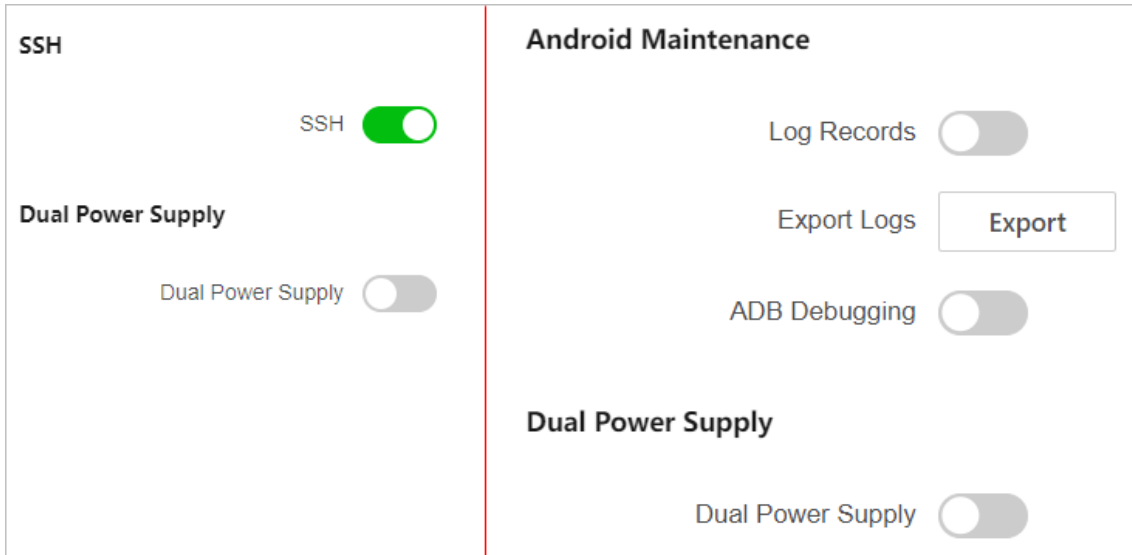 SSH
SSH
Dual Power Supply
Dual Power Supply
Android Maintenance
Log Records
Export Logs Export
ADB Debugging
Dual Power Supply
Dual Power Supply